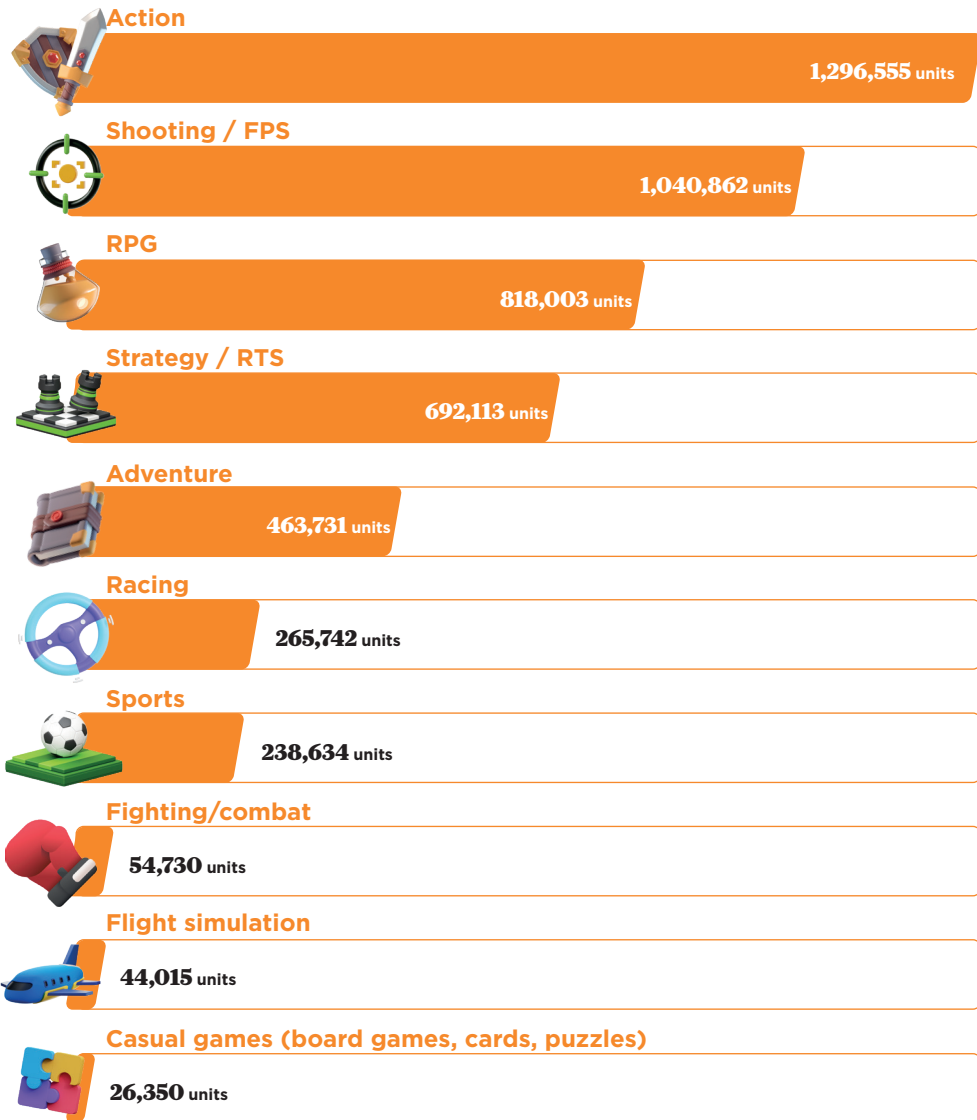 Action
1,296,555 units
Shooting / FPS
1,040,862 units
RPG
818,003 units
Strategy / RTS
692,113 units
Adventure
463,731 units
Racing
265,742 units
Sports
238,634 units
Fighting/combat
54,730 units
Flight simulation
44,015 units
Casual games (board games, cards, puzzles)
26,350 units